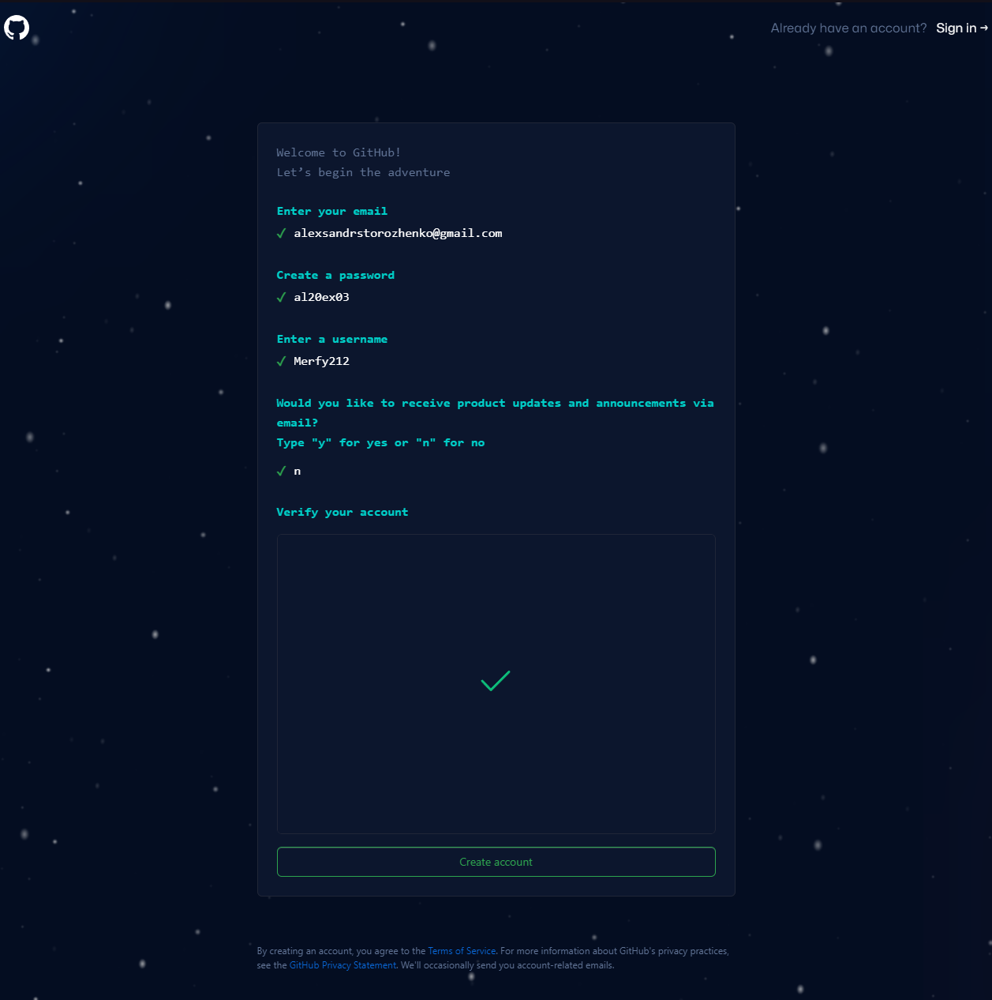 Already have an account? Sign in →
Welcome to GitHub!
Let’s begin the adventure
Enter your email
✓ alexsandrstorozhenko@gmail.com
Create a password
✓ al20ex03
Enter a username
✓ Merfy212
Would you like to receive product updates and announcements via
email?
Type "y" for yes or "n" for no
✓ n
Verify your account
Create account
By creating an account, you agree to the Terms of Service. For more information about GitHub's privacy practices,
see the GitHub Privacy Statement. We'll occasionally send you account-related emails.